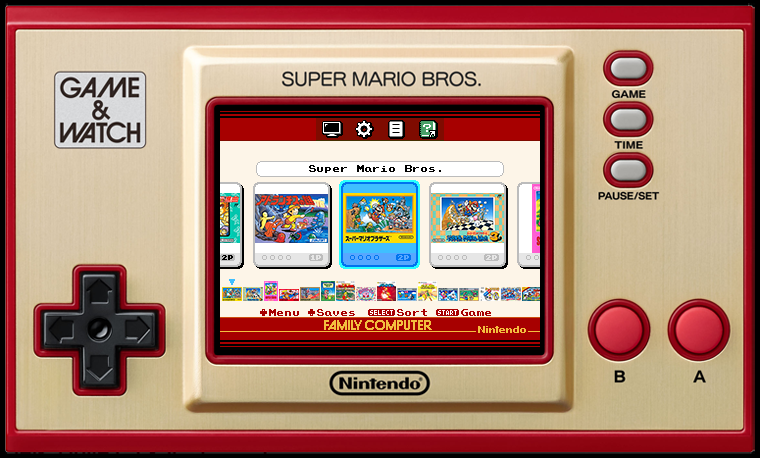 GAME
&
WATCH
SUPER MARIO BROS.
GAME
TIME
PAUSE/SET
Super Mario Bros.
2P
1P
スーパーマリオブラザーズ
2P
2P
Menu Saves SELECT Sort START Game
FAMILY COMPUTER
Nintendo
Nintendo
B
A